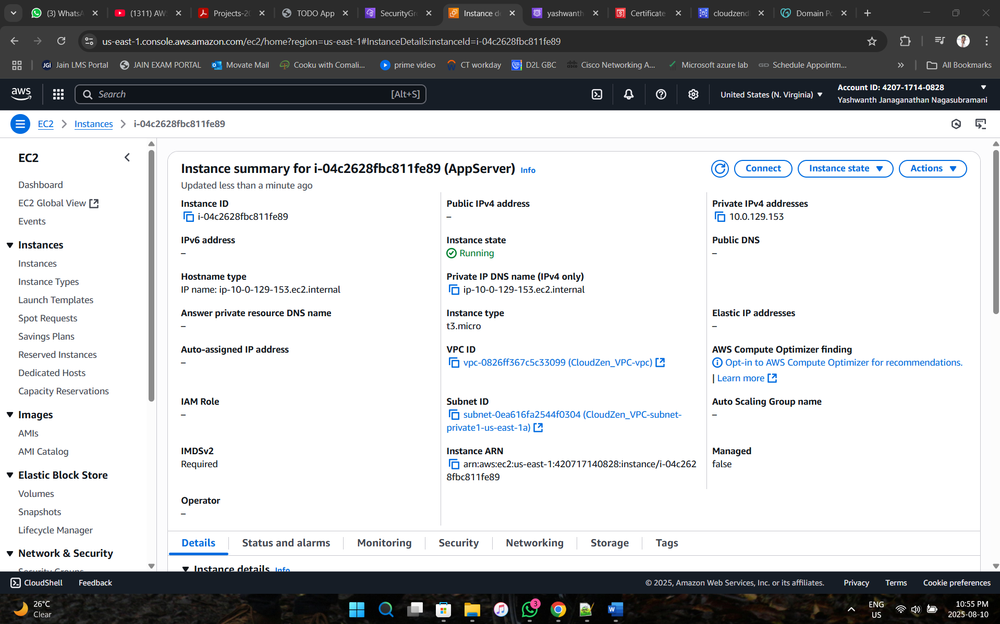 (3) WhatsA
(1311) AW
Projects-20
TODO App
SecurityGr
Instance de
yashwanth
Certificate
cloudzend
Domain Po
us-east-1.console.aws.amazon.com/ec2/home?region=us-east-1#InstanceDetails:instanceId=i-04c2628fbc811fe89
JGi Jain LMS Portal
JAIN EXAM PORTAL
Movate Mail
Cooku with Comali...
prime video
CT workday
D2L GBC
Cisco Networking A...
Microsoft azure lab
GD Schedule Appointm...
All Bookmarks
aws
Search [Alt+S]
United States (N. Virginia)
Account ID: 4207-1714-0828
Yashwanth Janaganathan Nagasubramani
EC2 Instances i-04c2628fbc811fe89
EC2
Dashboard
EC2 Global View
Events
Instances
Instances
Instance Types
Launch Templates
Spot Requests
Savings Plans
Reserved Instances
Dedicated Hosts
Capacity Reservations
Images
AMIs
AMI Catalog
Elastic Block Store
Volumes
Snapshots
Lifecycle Manager
Network & Security
Security Groups
Instance summary for i-04c2628fbc811fe89 (AppServer) Info
Updated less than a minute ago
Connect
Instance state
Actions
Instance ID
i-04c2628fbc811fe89
Public IPv4 address
–
Private IPv4 addresses
10.0.129.153
IPv6 address
–
Instance state
Running
Public DNS
–
Hostname type
IP name: ip-10-0-129-153.ec2.internal
Private IP DNS name (IPv4 only)
ip-10-0-129-153.ec2.internal
Answer private resource DNS name
–
Instance type
t3.micro
Elastic IP addresses
–
Auto-assigned IP address
–
VPC ID
vpc-0826ff367c5c33099 (CloudZen_VPC-vpc)
AWS Compute Optimizer finding
Opt-in to AWS Compute Optimizer for recommendations.
| Learn more
IAM Role
–
Subnet ID
subnet-0ea616fa2544f0304 (CloudZen_VPC-subnet-
private1-us-east-1a)
Auto Scaling Group name
–
IMDSv2
Required
Instance ARN
arn:aws:ec2:us-east-1:420717140828:instance/i-04c262
8fbc811fe89
Managed
false
Operator
–
Details
Status and alarms
Monitoring
Security
Networking
Storage
Tags
Instance details Info
CloudShell
Feedback
© 2025, Amazon Web Services, Inc. or its affiliates.
Privacy
Terms
Cookie preferences
26°C
Clear
3
ENG
US
10:55 PM
2025-08-10